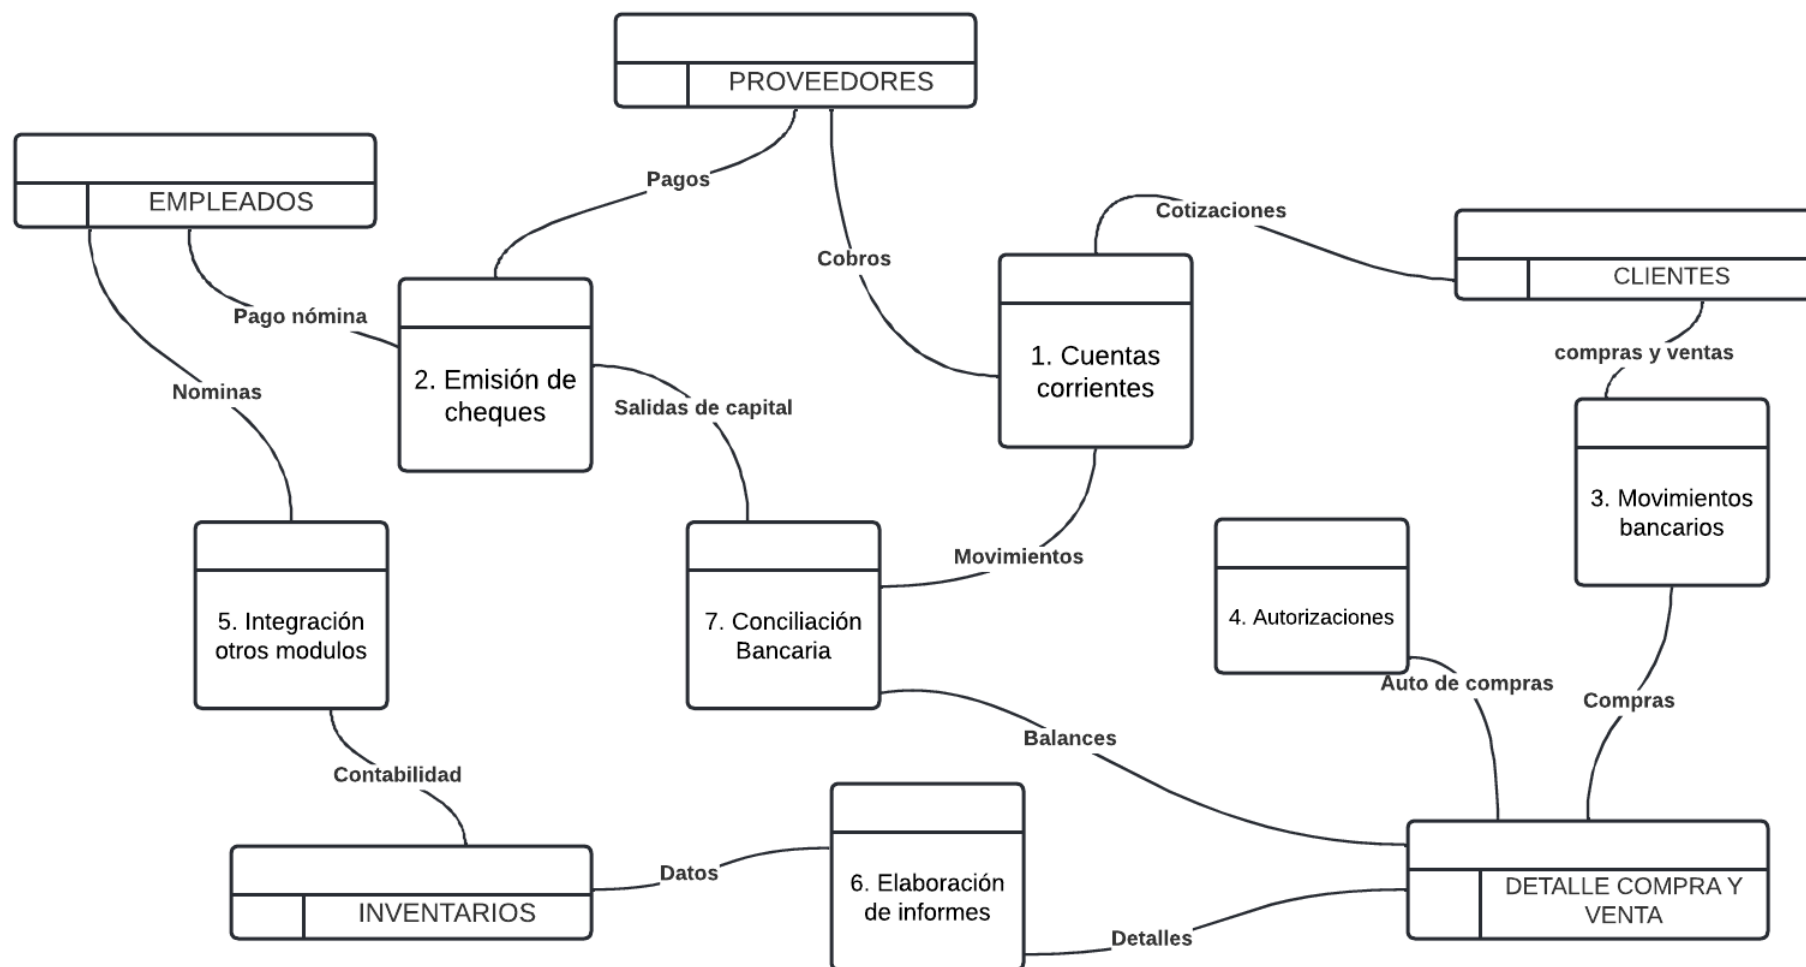 PROVEEDORES
EMPLEADOS
Pagos
Cotizaciones
Cobros
CLIENTES
Pago nómina
Nominas
2. Emisión de
cheques
Salidas de capital
1. Cuentas
corrientes
compras y ventas
3. Movimientos
bancarios
Movimientos
5. Integración
otros modulos
7. Conciliación
Bancaria
4. Autorizaciones
Auto de compras
Compras
Balances
Contabilidad
Datos
6. Elaboración
de informes
INVENTARIOS
Detalles
DETALLE COMPRA Y
VENTA